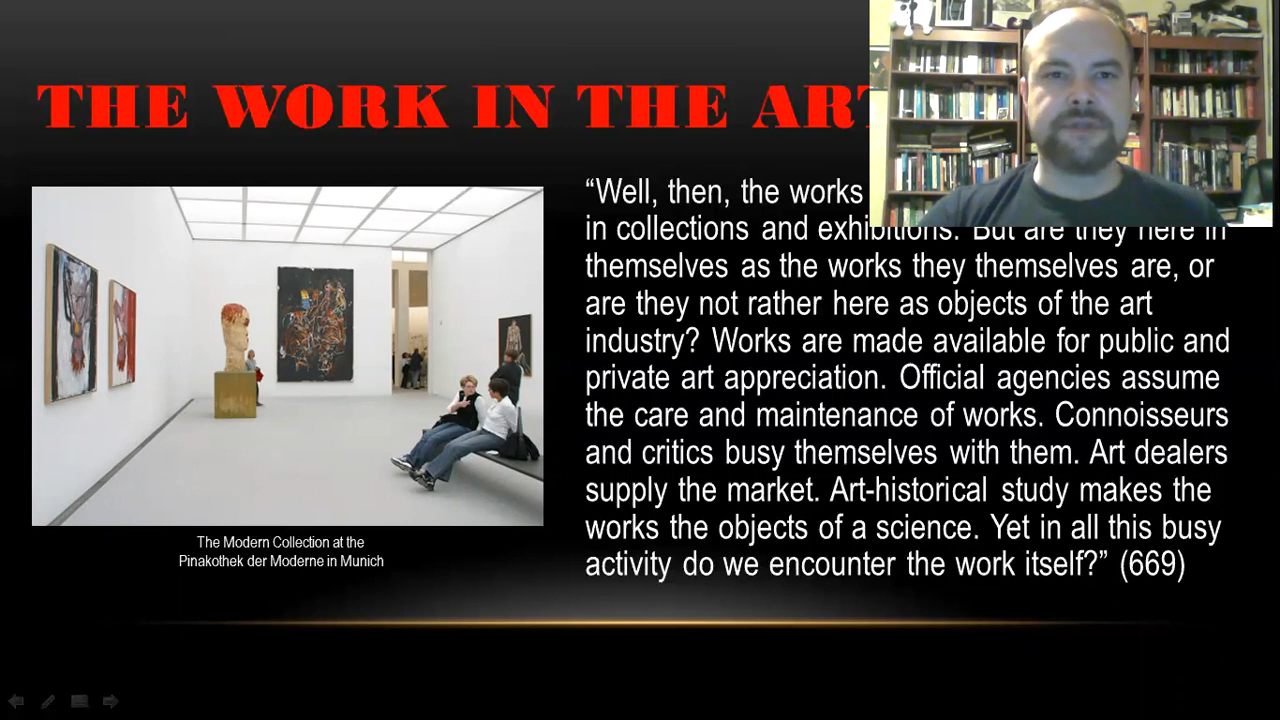 THE WORK IN THE ART
“Well, then, the works
in collections and exhibitions. But are they here in
themselves as the works they themselves are, or
are they not rather here as objects of the art
industry? Works are made available for public and
private art appreciation. Official agencies assume
the care and maintenance of works. Connoisseurs
and critics busy themselves with them. Art dealers
supply the market. Art-historical study makes the
works the objects of a science. Yet in all this busy
activity do we encounter the work itself?” (669)
The Modern Collection at the
Pinakothek der Moderne in Munich